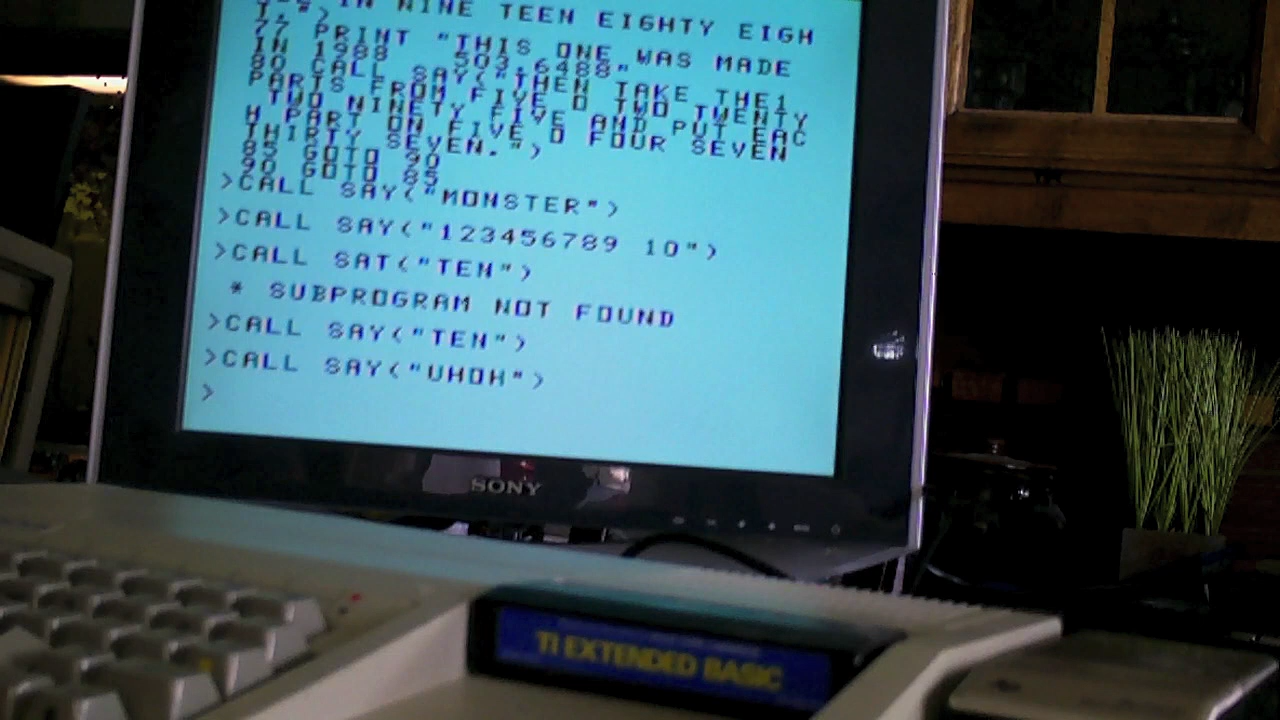 IN NINE TEEN EIGHTY EIGH
T.")
77 PRINT "THIS ONE WAS MADE
IN 1988    503.6488"
80 CALL SAY("THEN TAKE THE1
PARTS FROM FIVE O TWO TWENTY
TWO NINETY FIVE AND PUT EAC
H PART ON FIVE O FOUR SEVEN
THIRTY SEVEN.")
85 GOTO 90
90 GOTO 85
>CALL SAY("MONSTER")
>CALL SAY("123456789 10")
>CALL SAT("TEN")
* SUBPROGRAM NOT FOUND
>CALL SAY("TEN")
>CALL SAY("UHOH")
>
SONY
TI EXTENDED BASIC